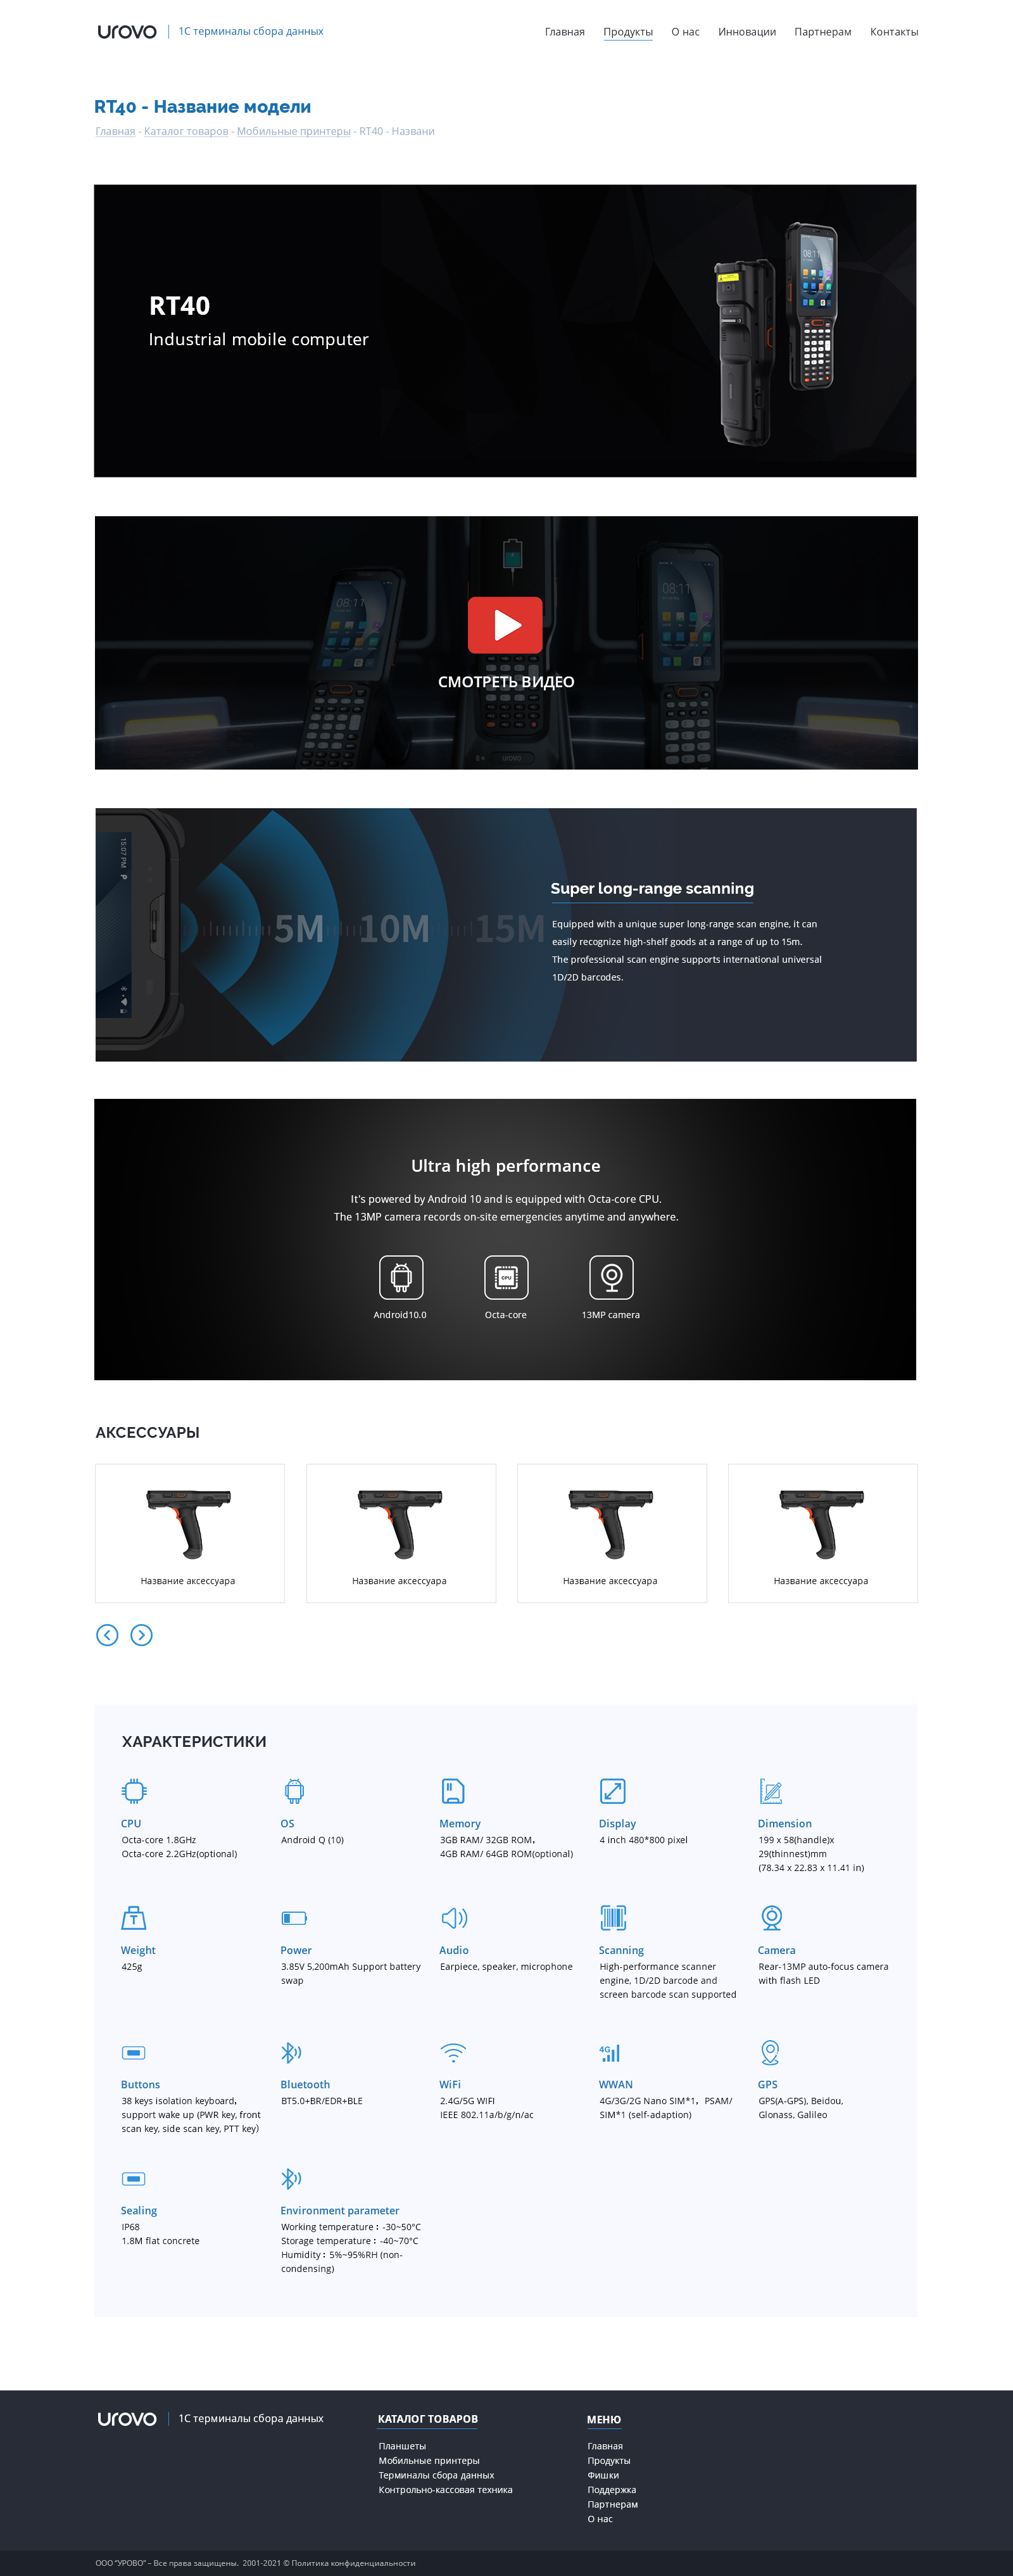 urovo
1С терминалы сбора данных
Главная
Продукты
О нас
Инновации
Партнерам
Контакты
RT40 - Название модели
Главная - Каталог товаров - Мобильные принтеры - RT40 - Названи
RT40
Industrial mobile computer
08:11
08:11
08:11
СМОТРЕТЬ ВИДЕО
urovo
15:07 PM
5M
10M
15M
Super long-range scanning
Equipped with a unique super long-range scan engine, it can
easily recognize high-shelf goods at a range of up to 15m.
The professional scan engine supports international universal
1D/2D barcodes.
Ultra high performance
It's powered by Android 10 and is equipped with Octa-core CPU.
The 13MP camera records on-site emergencies anytime and anywhere.
CPU
Android10.0
Octa-core
13MP camera
АКСЕССУАРЫ
Название аксессуара
Название аксессуара
Название аксессуара
Название аксессуара
ХАРАКТЕРИСТИКИ
CPU
Octa-core 1.8GHz
Octa-core 2.2GHz(optional)
OS
Android Q (10)
Memory
3GB RAM/ 32GB ROM，
4GB RAM/ 64GB ROM(optional)
Display
4 inch 480*800 pixel
Dimension
199 x 58(handle)x
29(thinnest)mm
(78.34 x 22.83 x 11.41 in)
Weight
425g
Power
3.85V 5,200mAh Support battery
swap
Audio
Earpiece, speaker, microphone
Scanning
High-performance scanner
engine, 1D/2D barcode and
screen barcode scan supported
Camera
Rear-13MP auto-focus camera
with flash LED
Buttons
38 keys isolation keyboard，
support wake up (PWR key, front
scan key, side scan key, PTT key）
Bluetooth
BT5.0+BR/EDR+BLE
WiFi
2.4G/5G WIFI
IEEE 802.11a/b/g/n/ac
4G
WWAN
4G/3G/2G Nano SIM*1，PSAM/
SIM*1 (self-adaption)
GPS
GPS(A-GPS), Beidou,
Glonass, Galileo
Sealing
IP68
1.8M flat concrete
Environment parameter
Working temperature：-30~50°C
Storage temperature：-40~70°C
Humidity：5%~95%RH (non-
condensing)
urovo
1С терминалы сбора данных
КАТАЛОГ ТОВАРОВ
Планшеты
Мобильные принтеры
Терминалы сбора данных
Контрольно-кассовая техника
МЕНЮ
Главная
Продукты
Фишки
Поддержка
Партнерам
О нас
ООО "УРОВО" – Все права защищены. 2001-2021 © Политика конфиденциальности